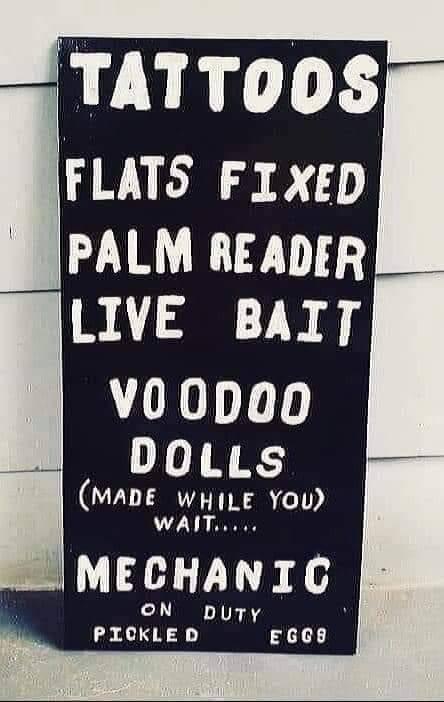 TATTOOS
FLATS FIXED
PALM READER
LIVE BAIT
VOODOO
DOLLS
(MADE WHILE YOU)
WAIT.....
MECHANIC
ON DUTY
PICKLED EGGS